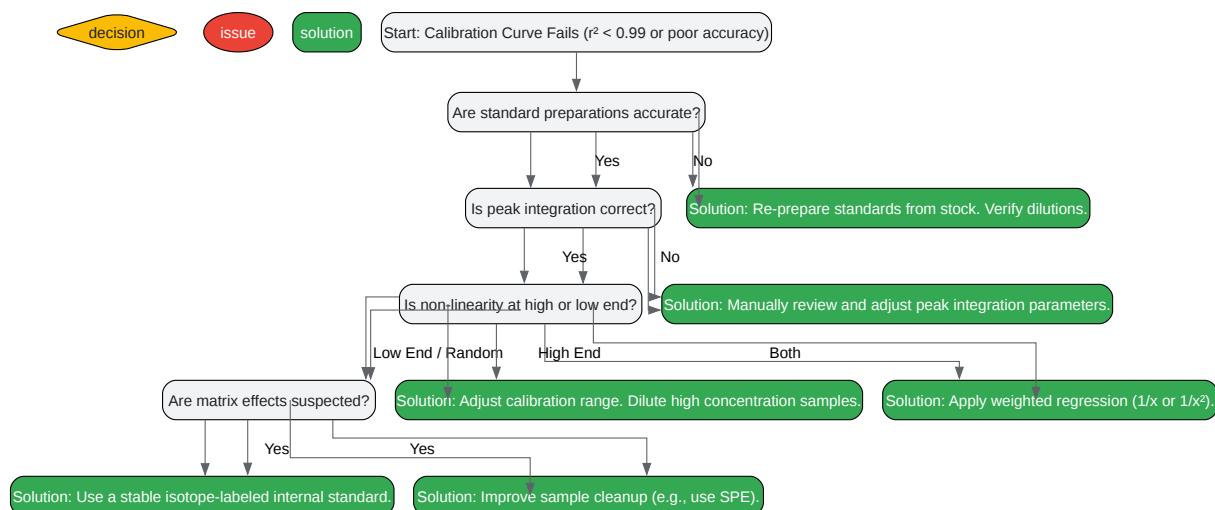 decision
issue
solution
Start: Calibration Curve Fails (r² < 0.99 or poor accuracy)
Are standard preparations accurate?
Yes
No
Is peak integration correct?
Solution: Re-prepare standards from stock. Verify dilutions.
Yes
No
Is non-linearity at high or low end?
Solution: Manually review and adjust peak integration parameters.
Low End / Random
High End
Both
Are matrix effects suspected?
Solution: Adjust calibration range. Dilute high concentration samples.
Solution: Apply weighted regression (1/x or 1/x²).
Yes
Yes
Solution: Use a stable isotope-labeled internal standard.
Solution: Improve sample cleanup (e.g., use SPE).